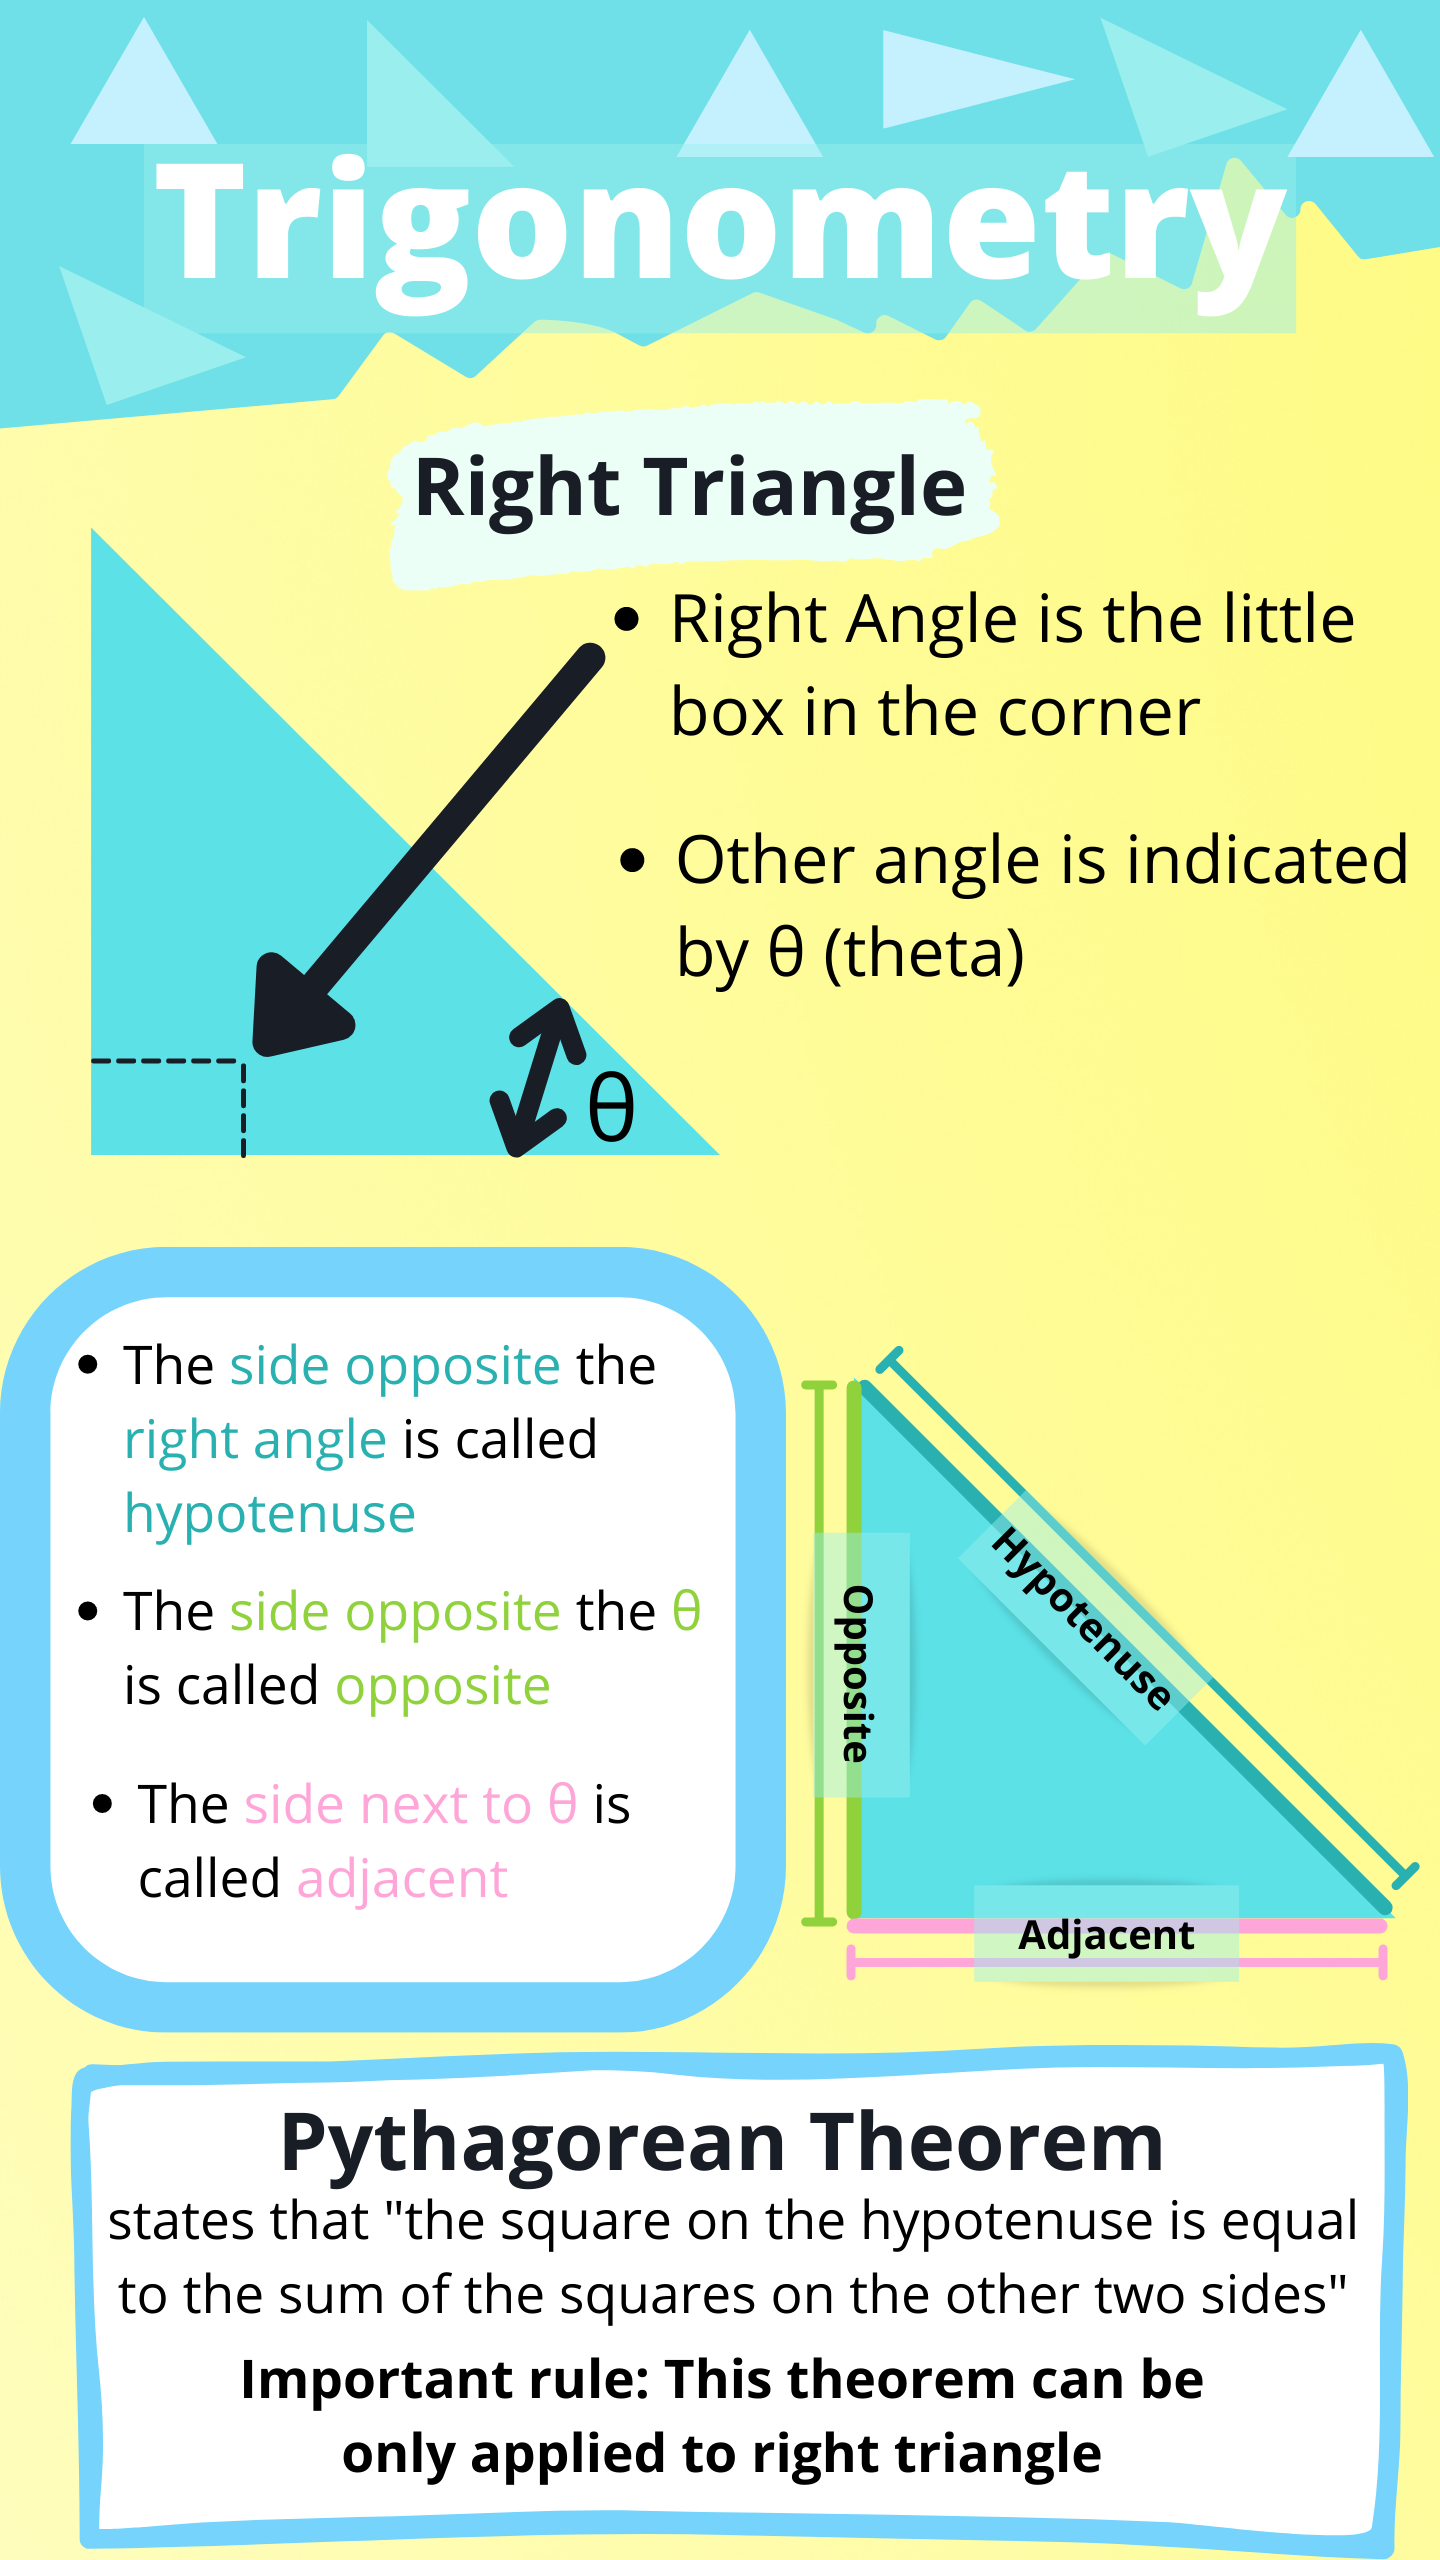 Trigonometry
Right Triangle
• Right Angle is the little
box in the corner
• Other angle is indicated
by θ (theta)
θ
• The side opposite the
right angle is called
hypotenuse
• The side opposite the θ
is called opposite
• The side next to θ is
called adjacent
Opposite
Hypotenuse
Adjacent
Pythagorean Theorem
states that "the square on the hypotenuse is equal
to the sum of the squares on the other two sides"
Important rule: This theorem can be
only applied to right triangle